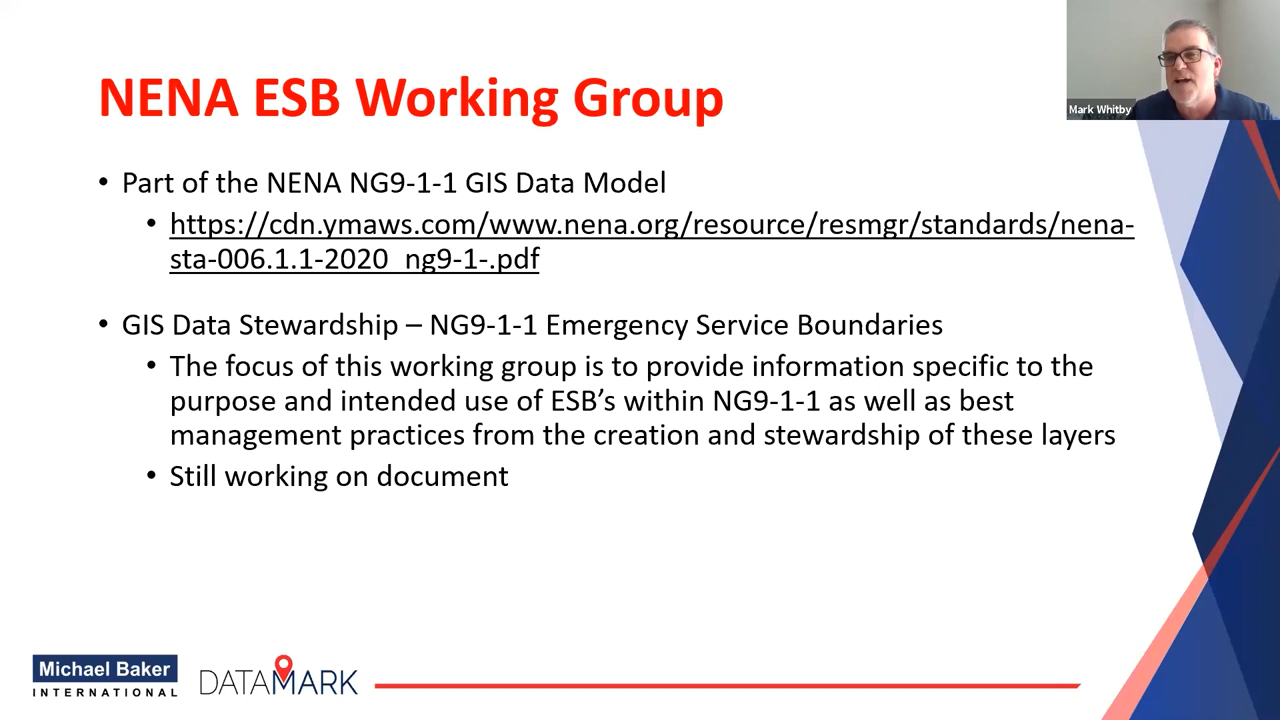 NENA ESB Working Group
Mark Whitby
• Part of the NENA NG9-1-1 GIS Data Model
• https://cdn.ymaws.com/www.nena.org/resource/resmgr/standards/nena-
sta-006.1.1-2020_ng9-1-.pdf
• GIS Data Stewardship – NG9-1-1 Emergency Service Boundaries
• The focus of this working group is to provide information specific to the
purpose and intended use of ESB’s within NG9-1-1 as well as best
management practices from the creation and stewardship of these layers
• Still working on document
Michael Baker
INTERNATIONAL
DATAMARK